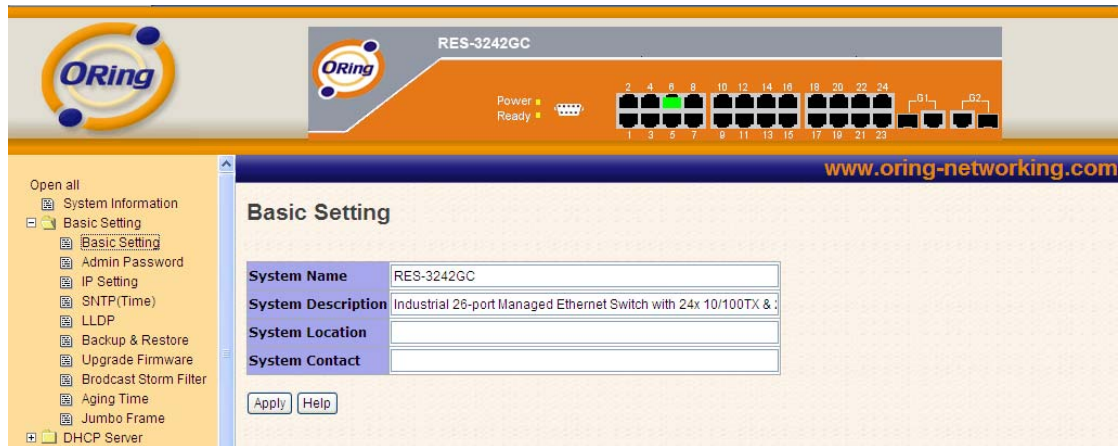 ORing
RES-3242GC
ORing
Power
Ready
2 4 6 8 10 12 14 16 18 20 22 24
G1 G2
1 3 5 7 9 11 13 15 17 19 21 23
www.oring-networking.com
Open all
System Information
Basic Setting
Basic Setting
Admin Password
IP Setting
SNTP(Time)
LLDP
Backup & Restore
Upgrade Firmware
Brodcast Storm Filter
Aging Time
Jumbo Frame
DHCP Server
Basic Setting
System Name RES-3242GC
System Description Industrial 26-port Managed Ethernet Switch with 24x 10/100TX &
System Location
System Contact
Apply Help